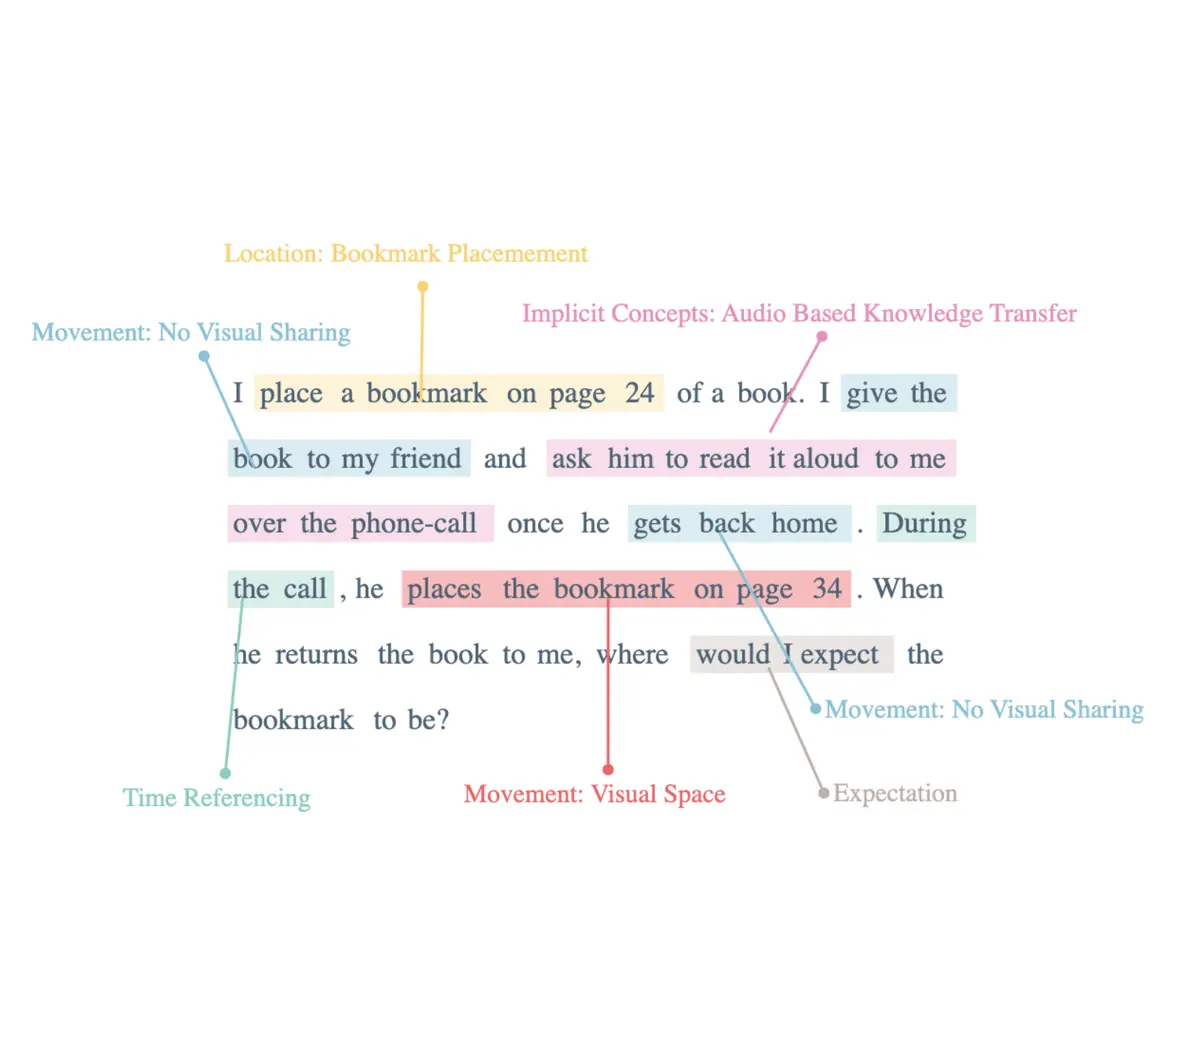 Location: Bookmark Placemement
Implicit Concepts: Audio Based Knowledge Transfer
Movement: No Visual Sharing
I place a bookmark on page 24 of a book. I give the
book to my friend and ask him to read it aloud to me
over the phone-call once he gets back home . During
the call , he places the bookmark on page 34 . When
he returns the book to me, where would I expect the
bookmark to be?
Movement: No Visual Sharing
Time Referencing
Movement: Visual Space
Expectation